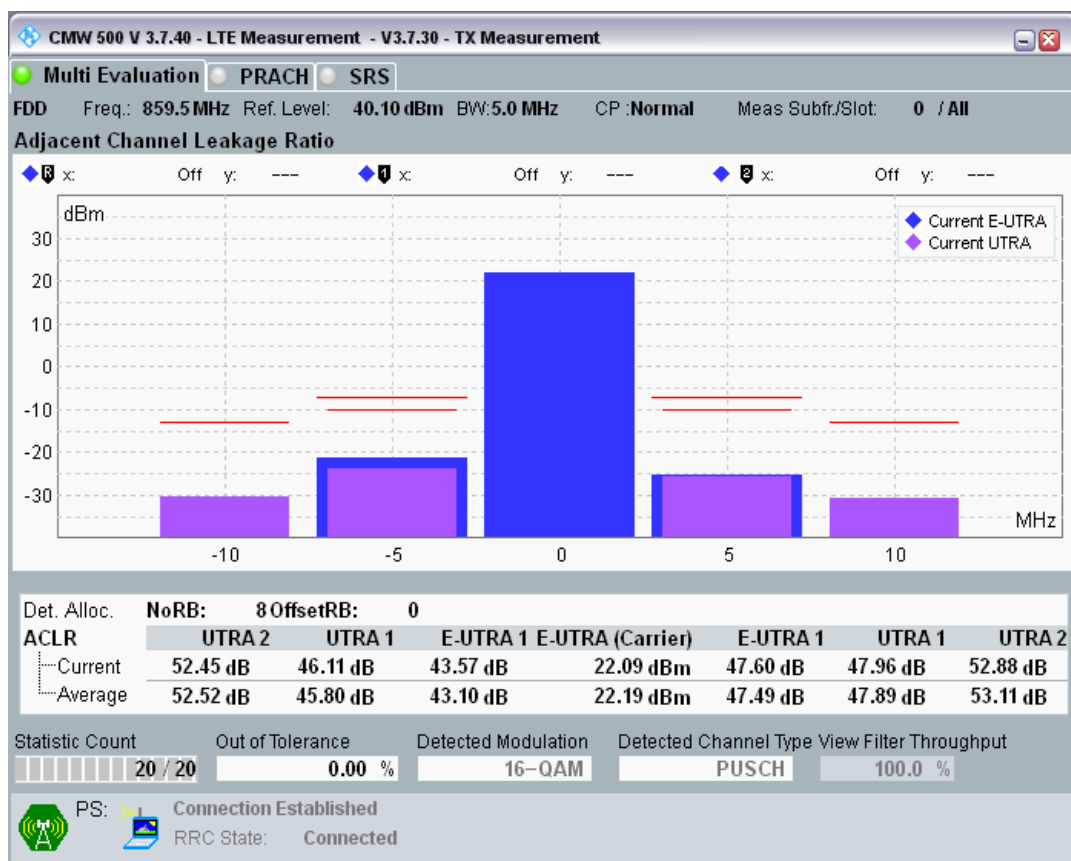 CMW 500 V 3.7.40 - LTE Measurement - V3.7.30 - TX Measurement
Multi Evaluation PRACH SRS
FDD Freq.: 859.5 MHz Ref. Level: 40.10 dBm BW: 5.0 MHz CP : Normal Meas Subfr./Slot: 0 / All
Adjacent Channel Leakage Ratio
R x: Off y: --- 1 x: Off y: --- 2 x: Off y: ---
dBm
Current E-UTRA
Current UTRA
30
20
10
0
-10
-20
-30
MHz
-10 -5 0 5 10
Det. Alloc. NoRB: 8 OffsetRB: 0
ACLR UTRA 2 UTRA 1 E-UTRA 1 E-UTRA (Carrier) E-UTRA 1 UTRA 1 UTRA 2
Current 52.45 dB 46.11 dB 43.57 dB 22.09 dBm 47.60 dB 47.96 dB 52.88 dB
Average 52.52 dB 45.80 dB 43.10 dB 22.19 dBm 47.49 dB 47.89 dB 53.11 dB
Statistic Count Out of Tolerance Detected Modulation Detected Channel Type View Filter Throughput
20 / 20 0.00 % 16-QAM PUSCH 100.0 %
PS: Connection Established
RRC State: Connected